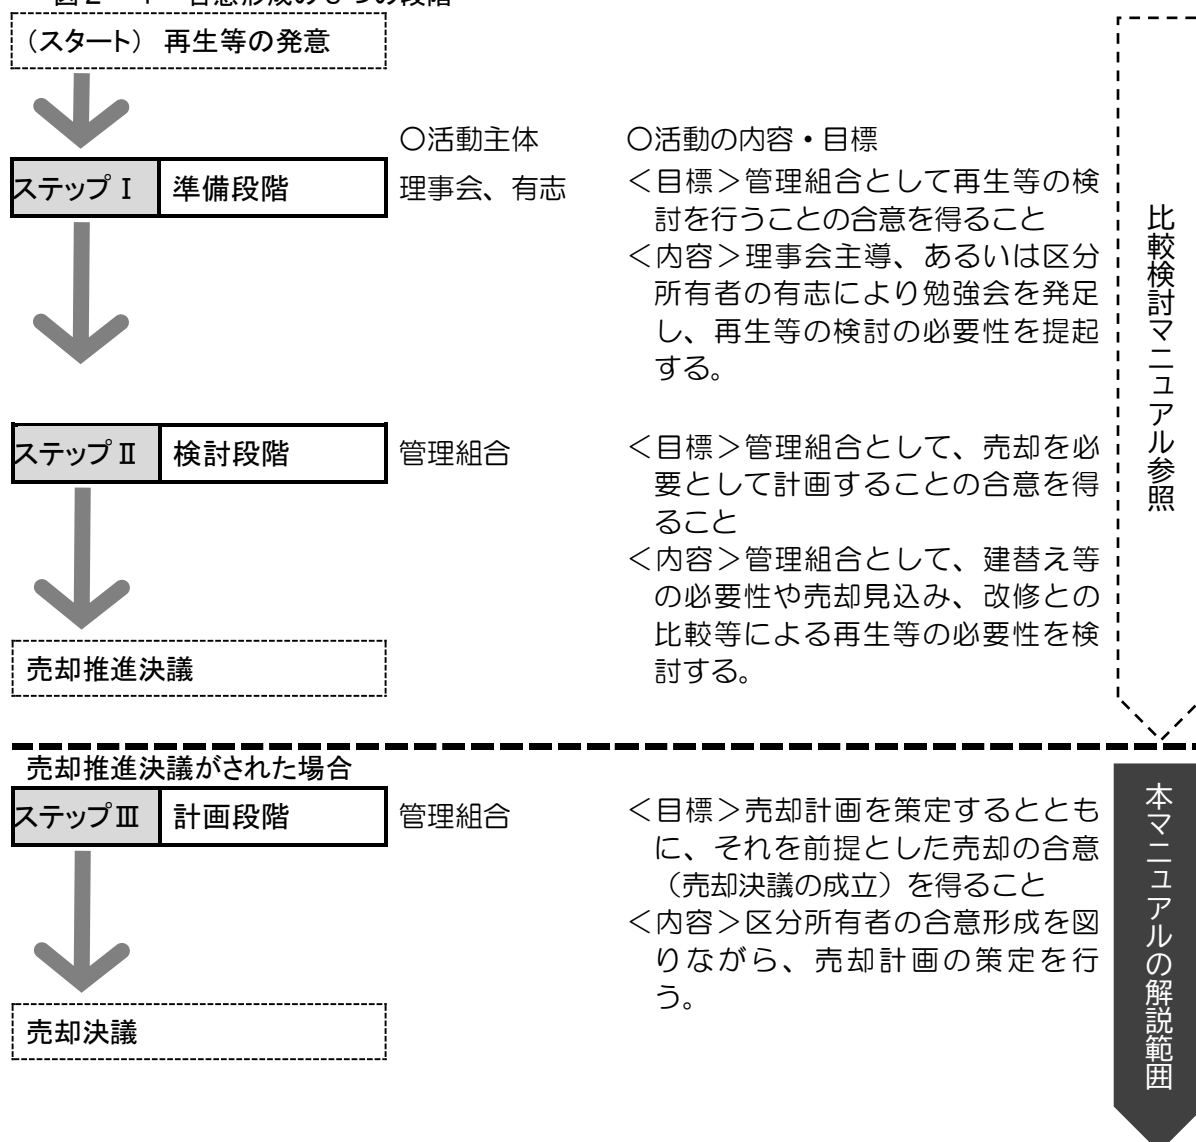 （スタート） 再生等の発意
〇活動主体
〇活動の内容・目標
ステップⅠ 準備段階
理事会、有志
＜目標＞管理組合として再生等の検
討を行うことの合意を得ること
＜内容＞理事会主導、あるいは区分
所有者の有志により勉強会を発足
し、再生等の検討の必要性を提起
する。
ステップⅡ 検討段階
管理組合
＜目標＞管理組合として、売却を必
要として計画することの合意を得
ること
＜内容＞管理組合として、建替え等
の必要性や売却見込み、改修との
比較等による再生等の必要性を検
討する。
売却推進決議
比較検討マニュアル参照
売却推進決議がされた場合
ステップⅢ 計画段階
管理組合
＜目標＞売却計画を策定するととも
に、それを前提とした売却の合意
（売却決議の成立）を得ること
＜内容＞区分所有者の合意形成を図
りながら、売却計画の策定を行
う。
売却決議
本マニュアルの解説範囲